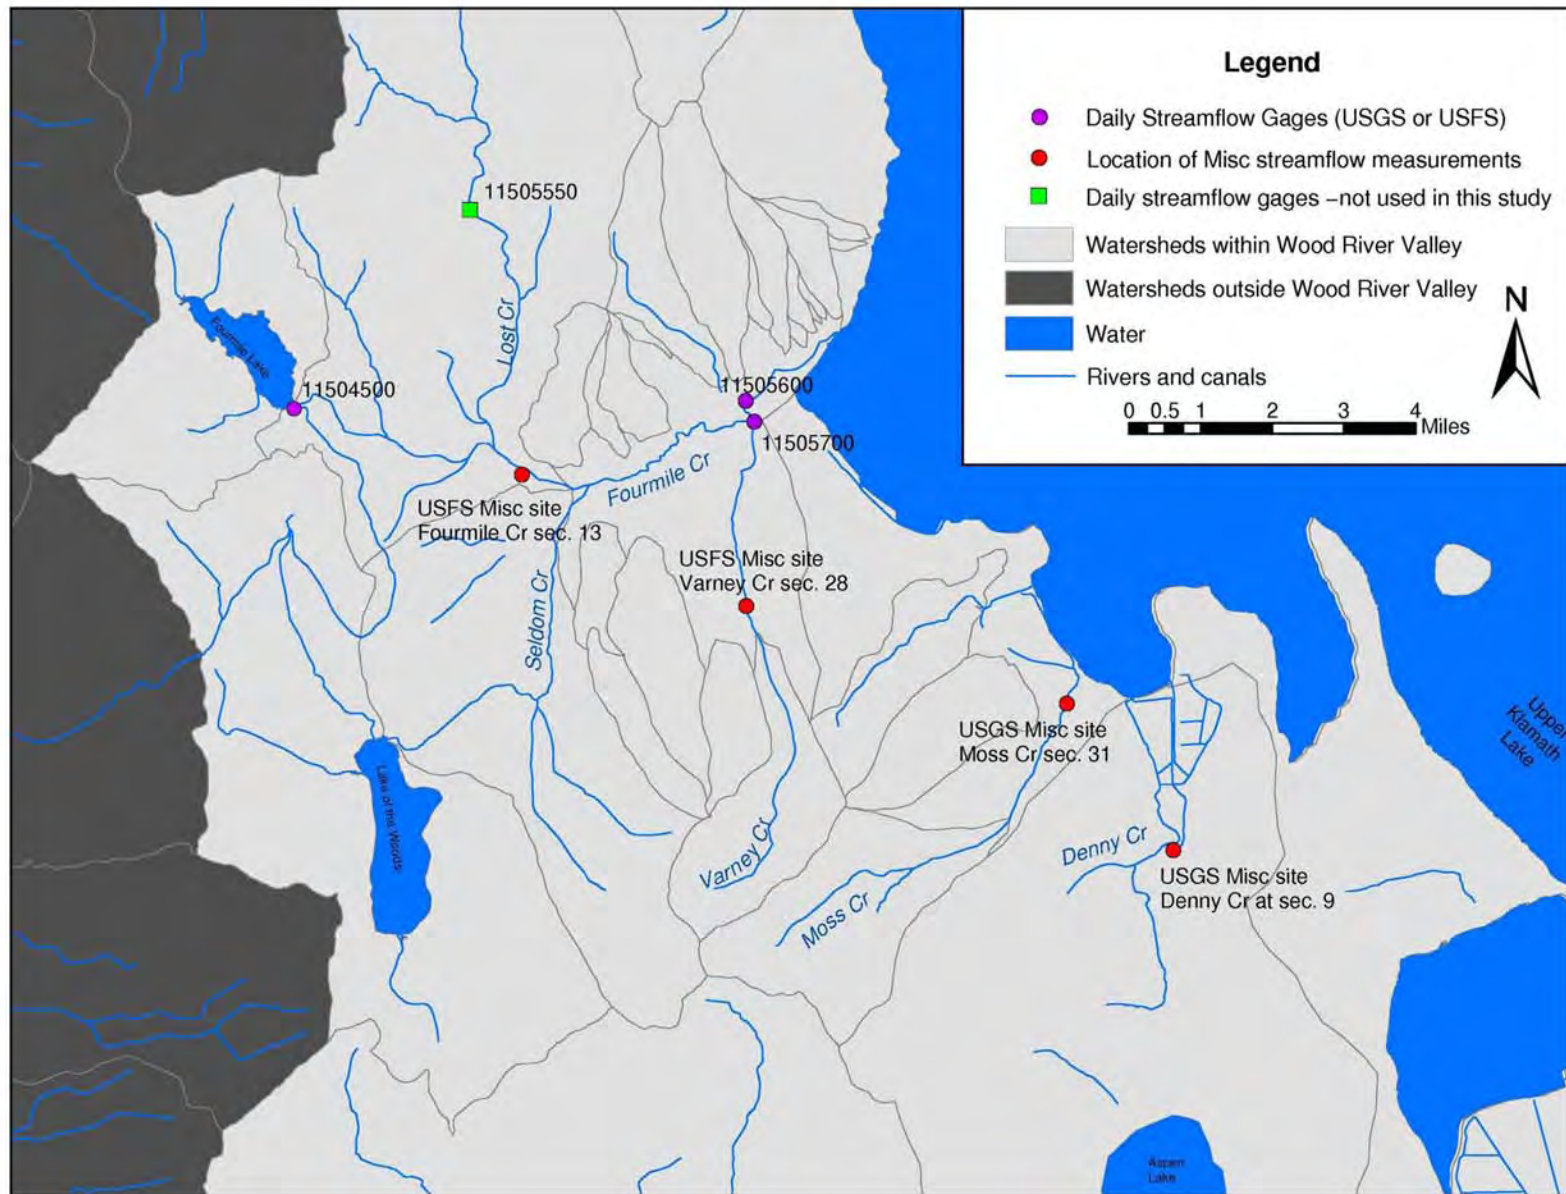 Legend
Daily Streamflow Gages (USGS or USFS)
Location of Misc streamflow measurements
Daily streamflow gages –not used in this study
Watersheds within Wood River Valley
Watersheds outside Wood River Valley
Water
Rivers and canals
N
0 0.5 1 2 3 4
Miles
11505550
Lost Cr
Fourmile Lake
11504500
11505600
11505700
Fourmile Cr
USFS Misc site
Fourmile Cr sec. 13
USFS Misc site
Varney Cr sec. 28
Seldom Cr
USGS Misc site
Moss Cr sec. 31
Upper
Klamath
Lake
Lake of the Woods
Varney Cr
Denny Cr
USGS Misc site
Denny Cr at sec. 9
Moss Cr
Aspen
Lake